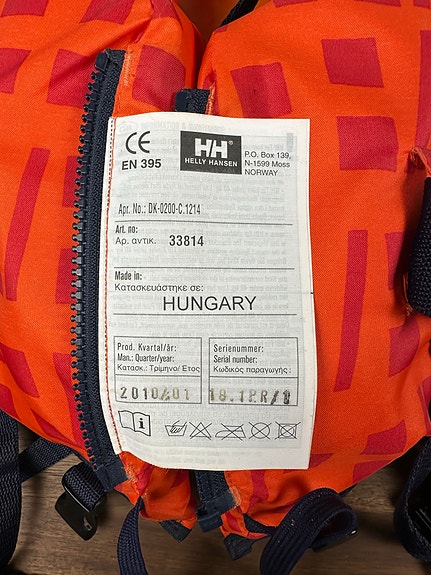 CE
EN 395
HH
HELLY HANSEN
P.O. Box 139,
N-1599 Moss
NORWAY
Apr. No.: DK-0200-C.1214
Art. no:
Αρ. αντικ. 33814
Made in:
Κατασκευάστηκε σε:
HUNGARY
Prod. Kvartal/år:
Man.: Quarter/year:
Κατασκ.: Τρίμηνο/ Ετος
2010/01
Serienummer:
Serial number:
Κωδικός παραγωγής:
i